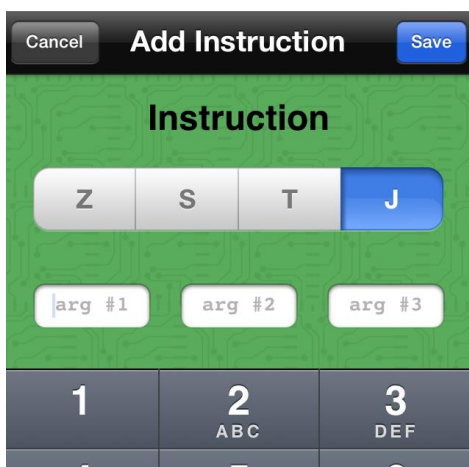 Cancel Add Instruction Save
Instruction
Z S T J
arg #1 arg #2 arg #3
1 2 3
ABC DEF